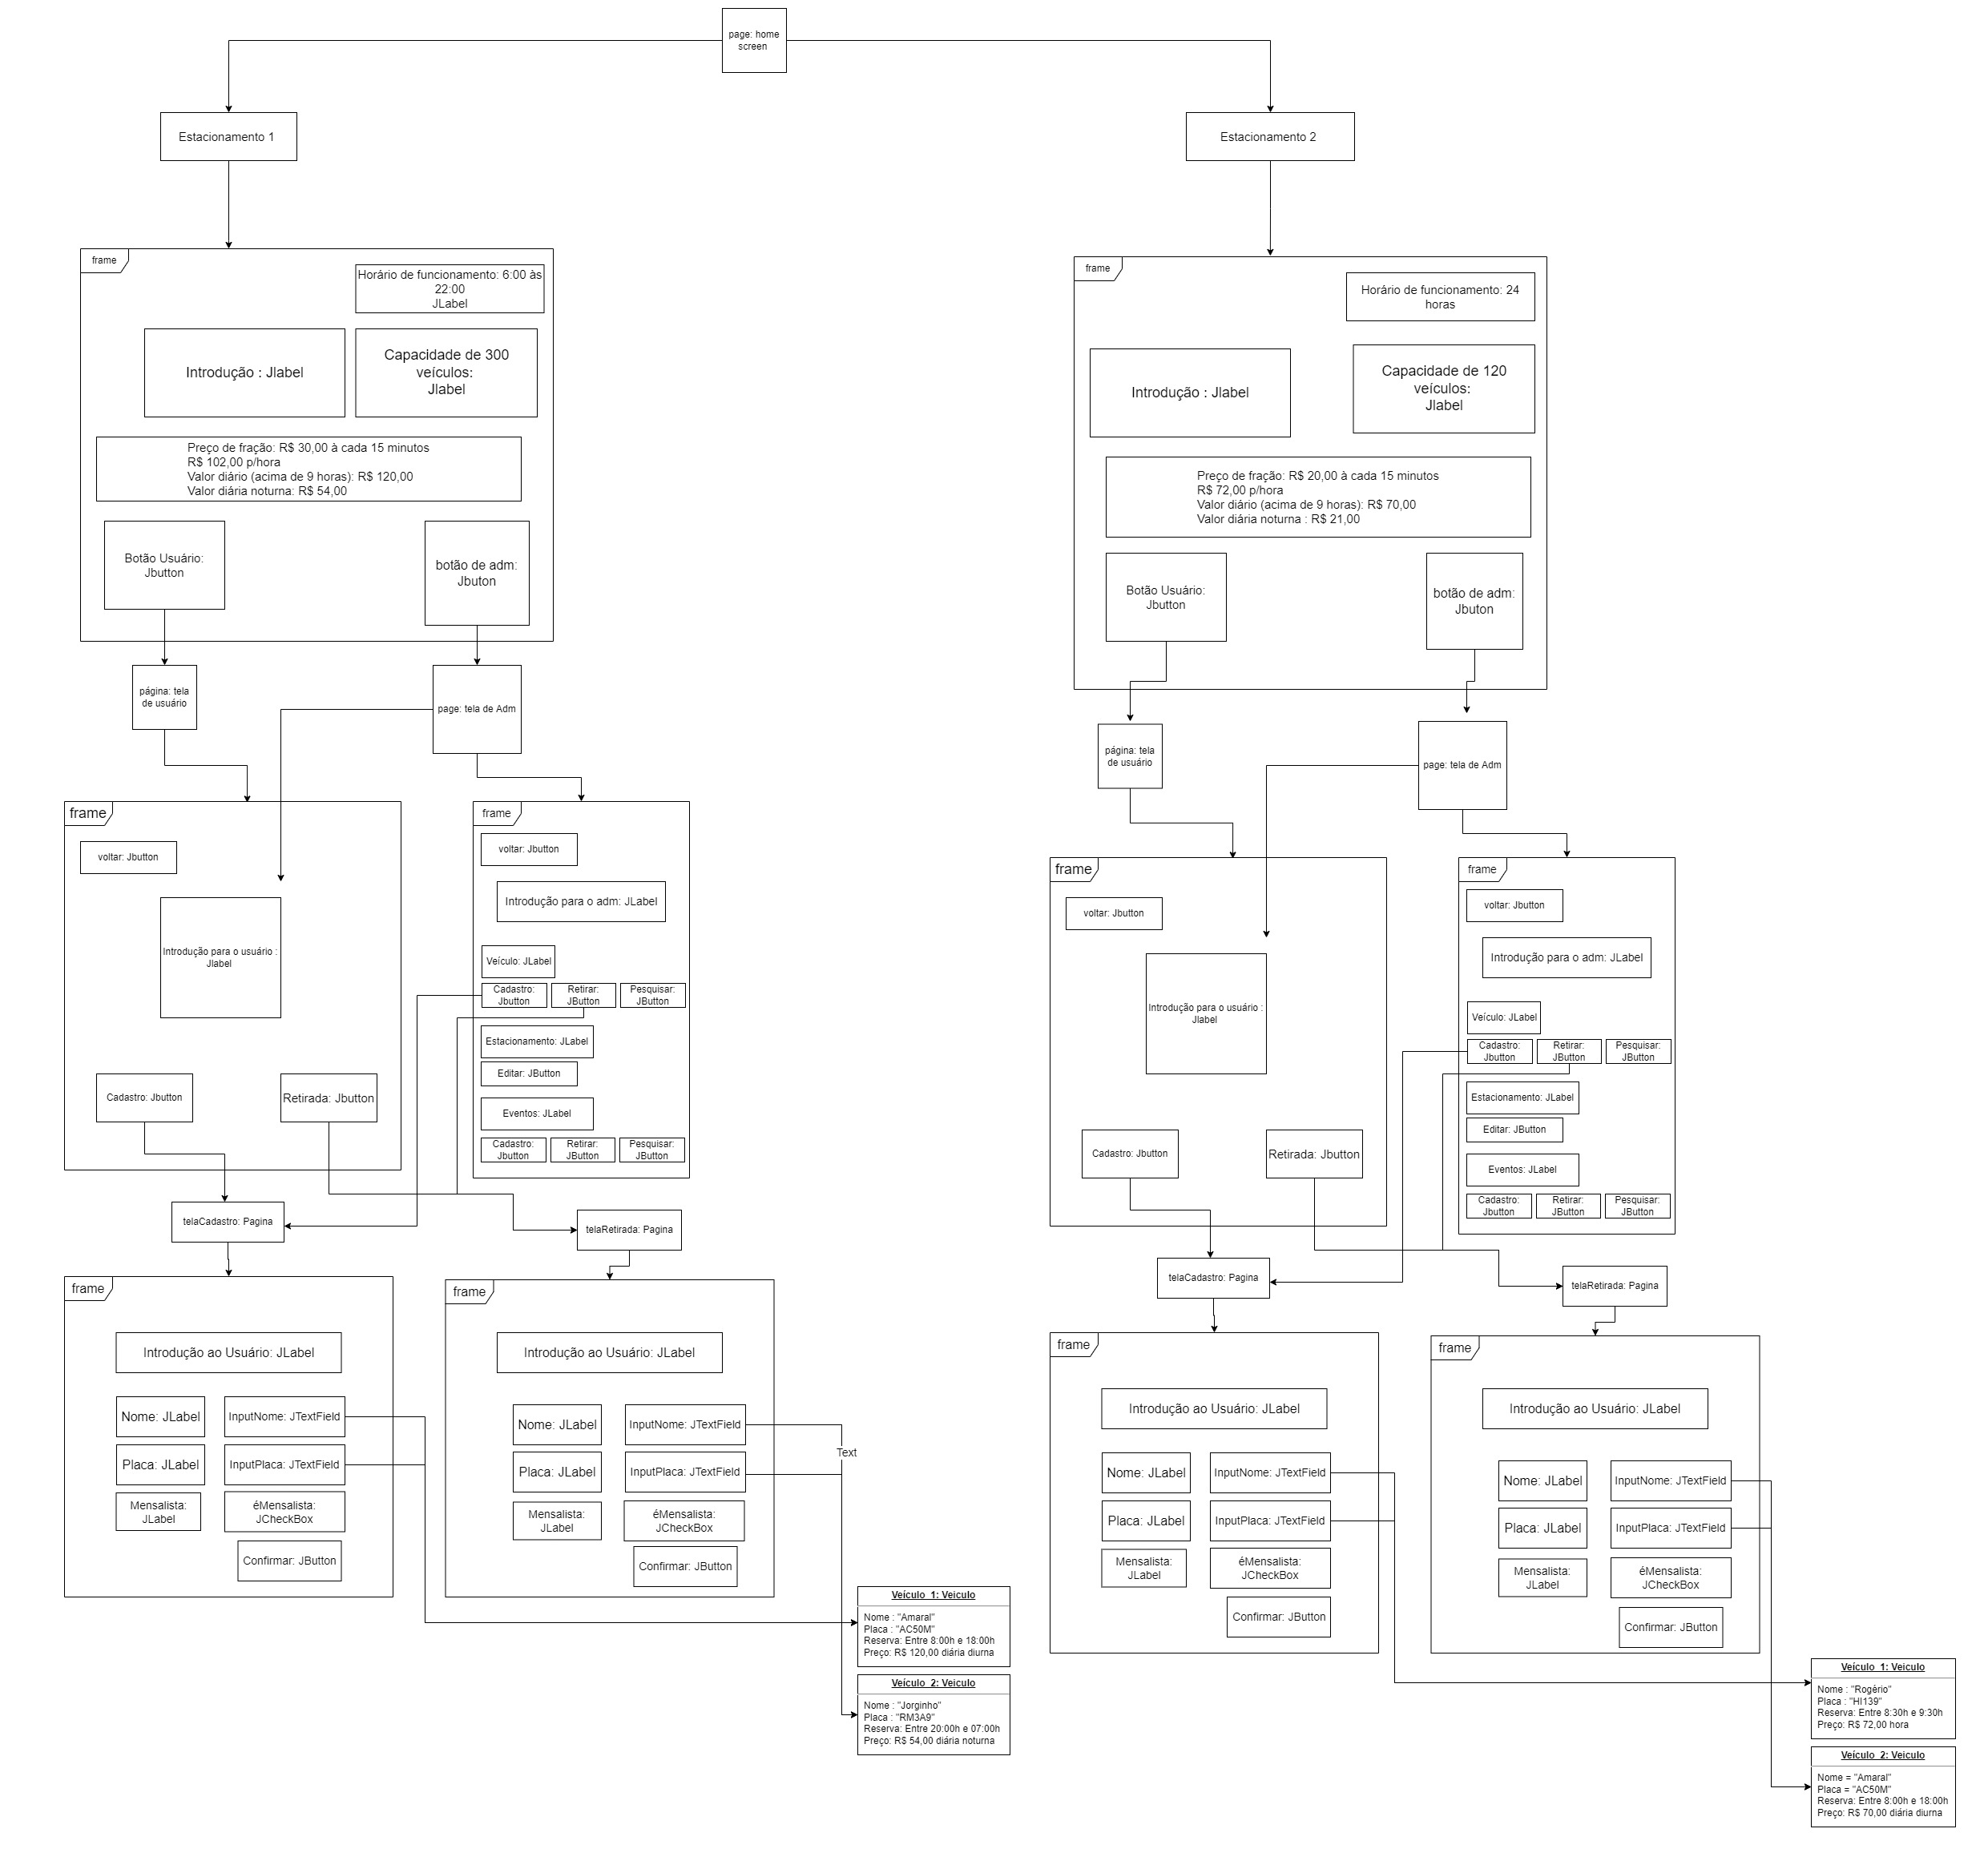 page: home
screen
Estacionamento 1
Estacionamento 2
frame
Horário de funcionamento: 6:00 às
22:00
JLabel
Introdução : Jlabel
Capacidade de 300
veículos:
Jlabel
Preço de fração: R$ 30,00 à cada 15 minutos
R$ 102,00 p/hora
Valor diário (acima de 9 horas): R$ 120,00
Valor diária noturna: R$ 54,00
Botão Usuário:
Jbutton
botão de adm:
Jbuton
página: tela
de usuário
page: tela de Adm
frame
voltar: Jbutton
Introdução para o usuário :
Jlabel
Cadastro: Jbutton
Retirada: Jbutton
frame
voltar: Jbutton
Introdução para o adm: JLabel
Veículo: JLabel
Cadastro:
Jbutton
Retirar:
JButton
Pesquisar:
JButton
Estacionamento: JLabel
Editar: JButton
Eventos: JLabel
Cadastro:
Jbutton
Retirar:
JButton
Pesquisar:
JButton
telaCadastro: Pagina
telaRetirada: Pagina
frame
Introdução ao Usuário: JLabel
Nome: JLabel
InputNome: JTextField
Placa: JLabel
InputPlaca: JTextField
Mensalista:
JLabel
éMensalista:
JCheckBox
Confirmar: JButton
frame
Introdução ao Usuário: JLabel
Nome: JLabel
InputNome: JTextField
Text
Placa: JLabel
InputPlaca: JTextField
Mensalista:
JLabel
éMensalista:
JCheckBox
Confirmar: JButton
Veículo_1: Veiculo
Nome : "Amaral"
Placa : "AC50M"
Reserva: Entre 8:00h e 18:00h
Preço: R$ 120,00 diária diurna
Veículo_2: Veiculo
Nome : "Jorginho"
Placa : "RM3A9"
Reserva: Entre 20:00h e 07:00h
Preço: R$ 54,00 diária noturna
frame
Horário de funcionamento: 24
horas
Introdução : Jlabel
Capacidade de 120
veículos:
Jlabel
Preço de fração: R$ 20,00 à cada 15 minutos
R$ 72,00 p/hora
Valor diário (acima de 9 horas): R$ 70,00
Valor diária noturna : R$ 21,00
Botão Usuário:
Jbutton
botão de adm:
Jbuton
página: tela
de usuário
page: tela de Adm
frame
voltar: Jbutton
Introdução para o usuário :
Jlabel
Cadastro: Jbutton
Retirada: Jbutton
frame
voltar: Jbutton
Introdução para o adm: JLabel
Veículo: JLabel
Cadastro:
Jbutton
Retirar:
JButton
Pesquisar:
JButton
Estacionamento: JLabel
Editar: JButton
Eventos: JLabel
Cadastro:
Jbutton
Retirar:
JButton
Pesquisar:
JButton
telaCadastro: Pagina
telaRetirada: Pagina
frame
Introdução ao Usuário: JLabel
Nome: JLabel
InputNome: JTextField
Placa: JLabel
InputPlaca: JTextField
Mensalista:
JLabel
éMensalista:
JCheckBox
Confirmar: JButton
frame
Introdução ao Usuário: JLabel
Nome: JLabel
InputNome: JTextField
Placa: JLabel
InputPlaca: JTextField
Mensalista:
JLabel
éMensalista:
JCheckBox
Confirmar: JButton
Veículo_1: Veiculo
Nome : "Rogério"
Placa : "HI139"
Reserva: Entre 8:30h e 9:30h
Preço: R$ 72,00 hora
Veículo_2: Veiculo
Nome = "Amaral"
Placa = "AC50M"
Reserva: Entre 8:00h e 18:00h
Preço: R$ 70,00 diária diurna